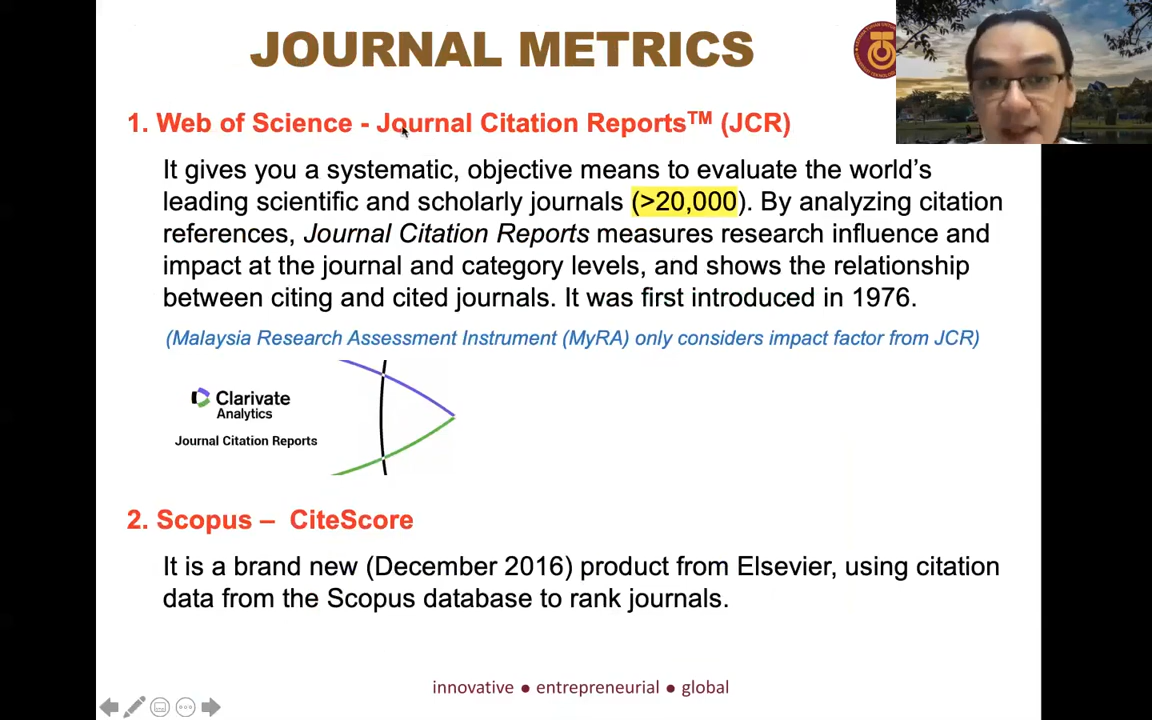 JOURNAL METRICS
1. Web of Science - Journal Citation Reports™ (JCR)
It gives you a systematic, objective means to evaluate the world’s
leading scientific and scholarly journals (>20,000). By analyzing citation
references, Journal Citation Reports measures research influence and
impact at the journal and category levels, and shows the relationship
between citing and cited journals. It was first introduced in 1976.
(Malaysia Research Assessment Instrument (MyRA) only considers impact factor from JCR)
Clarivate
Analytics
Journal Citation Reports
2. Scopus – CiteScore
It is a brand new (December 2016) product from Elsevier, using citation
data from the Scopus database to rank journals.
innovative ● entrepreneurial ● global